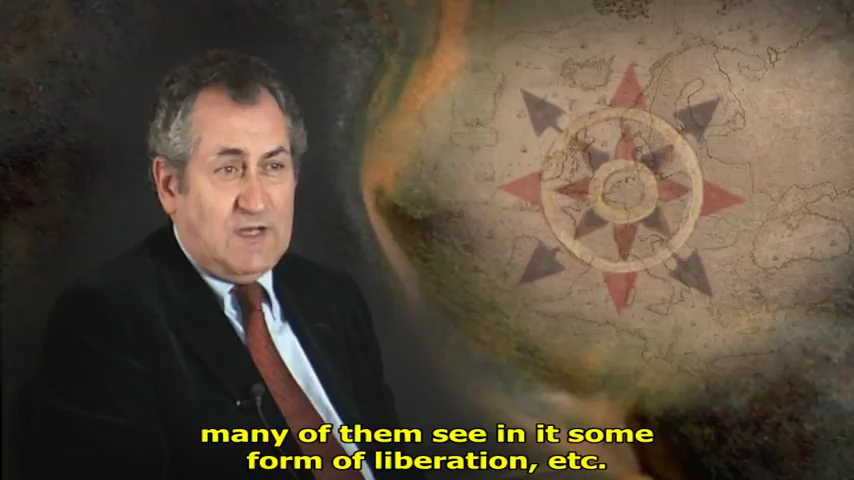 many of them see in it some
form of liberation, etc.